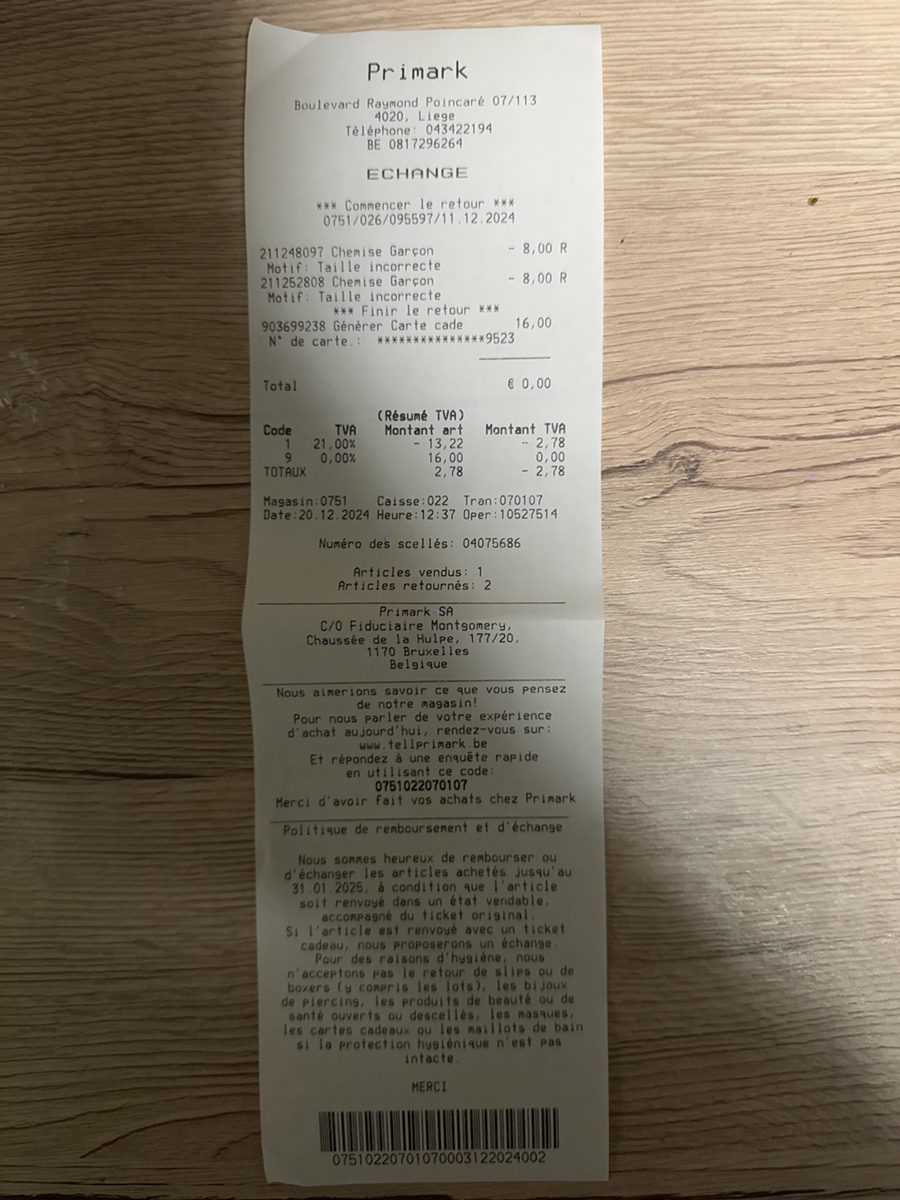 Primark
Boulevard Raymond Poincaré 07/113
4020, Liege
Téléphone: 043422194
BE 0817296264
ECHANGE
*** Commencer le retour ***
0751/026/095597/11.12.2024
211248097 Chemise Garçon - 8,00 R
Motif: Taille incorrecte
211252808 Chemise Garçon - 8,00 R
Motif: Taille incorrecte
*** Finir le retour ***
903699238 Générer Carte cade 16,00
N° de carte.: ***************9523
Total € 0,00
(Résumé TVA)
Code TVA Montant art Montant TVA
1 21,00% - 13,22 - 2,78
9 0,00% 16,00 0,00
TOTAUX 2,78 - 2,78
Magasin:0751 Caisse:022 Tran:070107
Date:20.12.2024 Heure:12:37 Oper:10527514
Numéro des scellés: 04075686
Articles vendus: 1
Articles retournés: 2
Primark SA
C/O Fiduciaire Montgomery,
Chaussée de la Hulpe, 177/20,
1170 Bruxelles
Belgique
Nous aimerions savoir ce que vous pensez
de notre magasin!
Pour nous parler de votre expérience
d'achat aujourd'hui, rendez-vous sur:
www.tellprimark.be
Et répondez à une enquête rapide
en utilisant ce code:
0751022070107
Merci d'avoir fait vos achats chez Primark
Politique de remboursement et d'échange
Nous sommes heureux de rembourser ou
d'échanger les articles achetés jusqu'au
31.01.2025, à condition que l'article
soit renvoyé dans un état vendable,
accompagné du ticket original.
Si l'article est renvoyé avec un ticket
cadeau, nous proposerons un échange.
Pour des raisons d'hygiène, nous
n'acceptons pas le retour de slips ou de
boxers (y compris les lots), les bijoux
de piercing, les produits de beauté ou de
santé ouverts ou descellés, les masques,
les cartes cadeaux ou les maillots de bain
si la protection hygiénique n'est pas
intacte.
MERCI
07510220701070003122024002